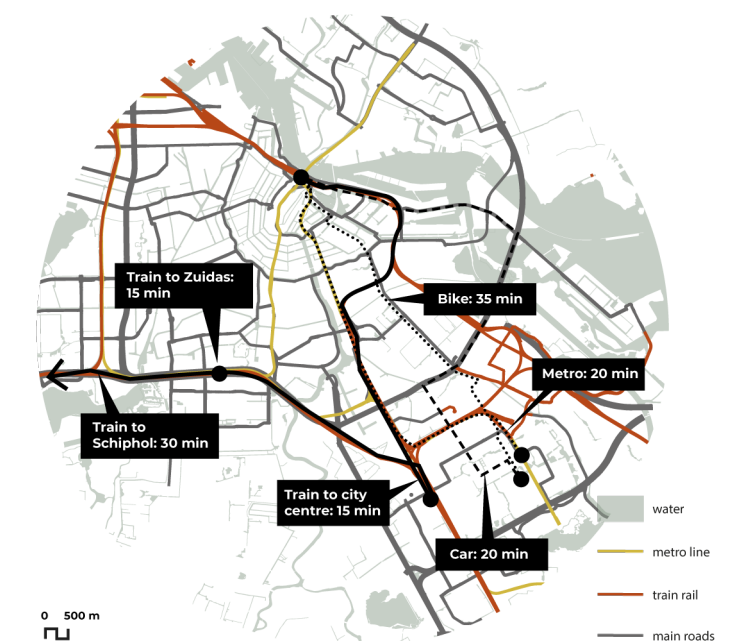 Train to Zuidas:
15 min
Bike: 35 min
Metro: 20 min
Train to
Schiphol: 30 min
Train to city
centre: 15 min
Car: 20 min
water
metro line
train rail
main roads
0 500 m